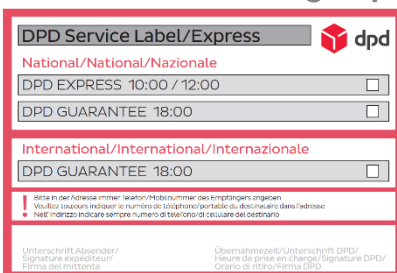 DPD Service Label/Express
dpd
National/National/Nazionale
DPD EXPRESS 10:00 / 12:00
DPD GUARANTEE 18:00
International/International/Internazionale
DPD GUARANTEE 18:00
! Bitte in der Adresse immer Telefon/Mobilnummer des Empfängers angeben
Veuillez toujours indiquer le numéro de téléphone/portable du destinataire dans l'adresse
Nell' indirizzo indicare sempre numero di telefono/di cellulare del destinario
Unterschrift Absender/
Signature expéditeur/
Firma del mittente
Übernahmezeit/Unterschrift DPD/
Heure de prise en charge/Signature DPD/
Orario di ritiro/Firma DPD